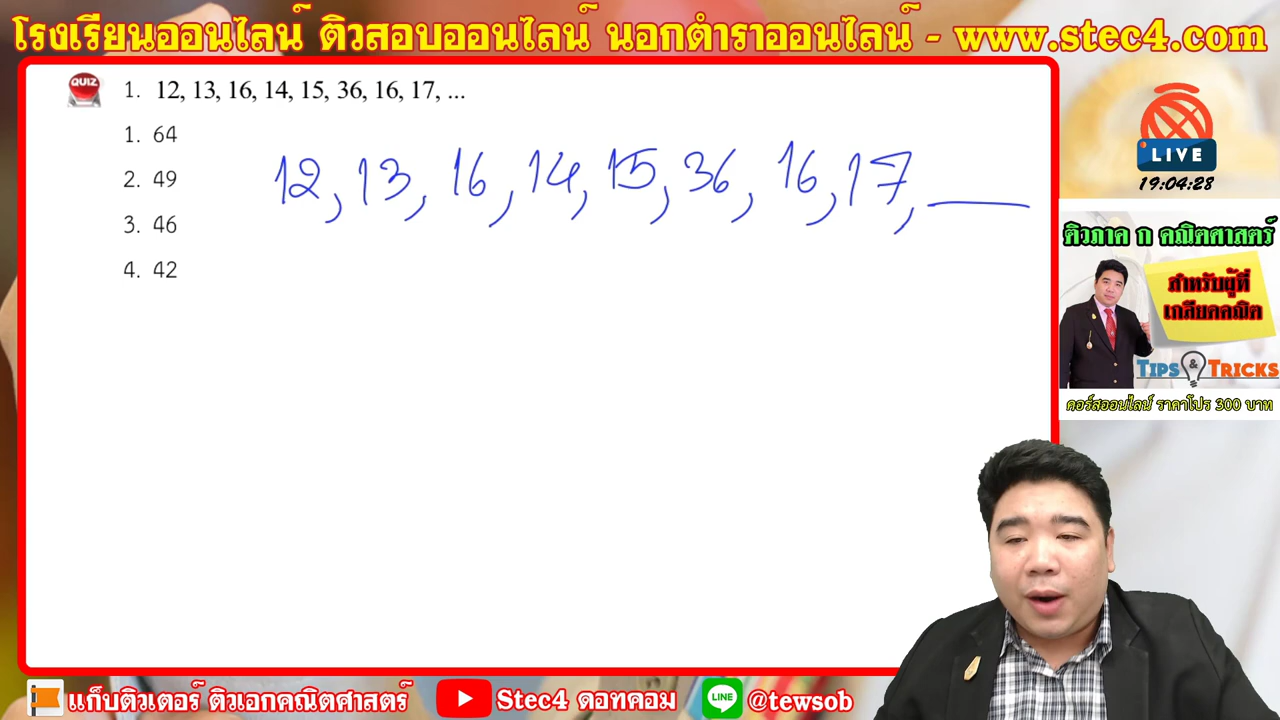 โรงเรียนออนไลน์ ติวสอบออนไลน์ นอกตำราออนไลน์ - www.stec4.com
QUIZ
1. 12, 13, 16, 14, 15, 36, 16, 17, ...
1. 64
2. 49
3. 46
4. 42
12, 13, 16, 14, 15, 36, 16, 17, ___
LIVE
19:04:28
ติวภาค ก คณิตศาสตร์
สำหรับผู้ที่
เกลียดคณิต
TIPS & TRICKS
คอร์สออนไลน์ ราคาโปร 300 บาท
แก็บติวเตอร์ ติวเอกคณิตศาสตร์
Stec4 ดอทคอม
LINE
@tewsob